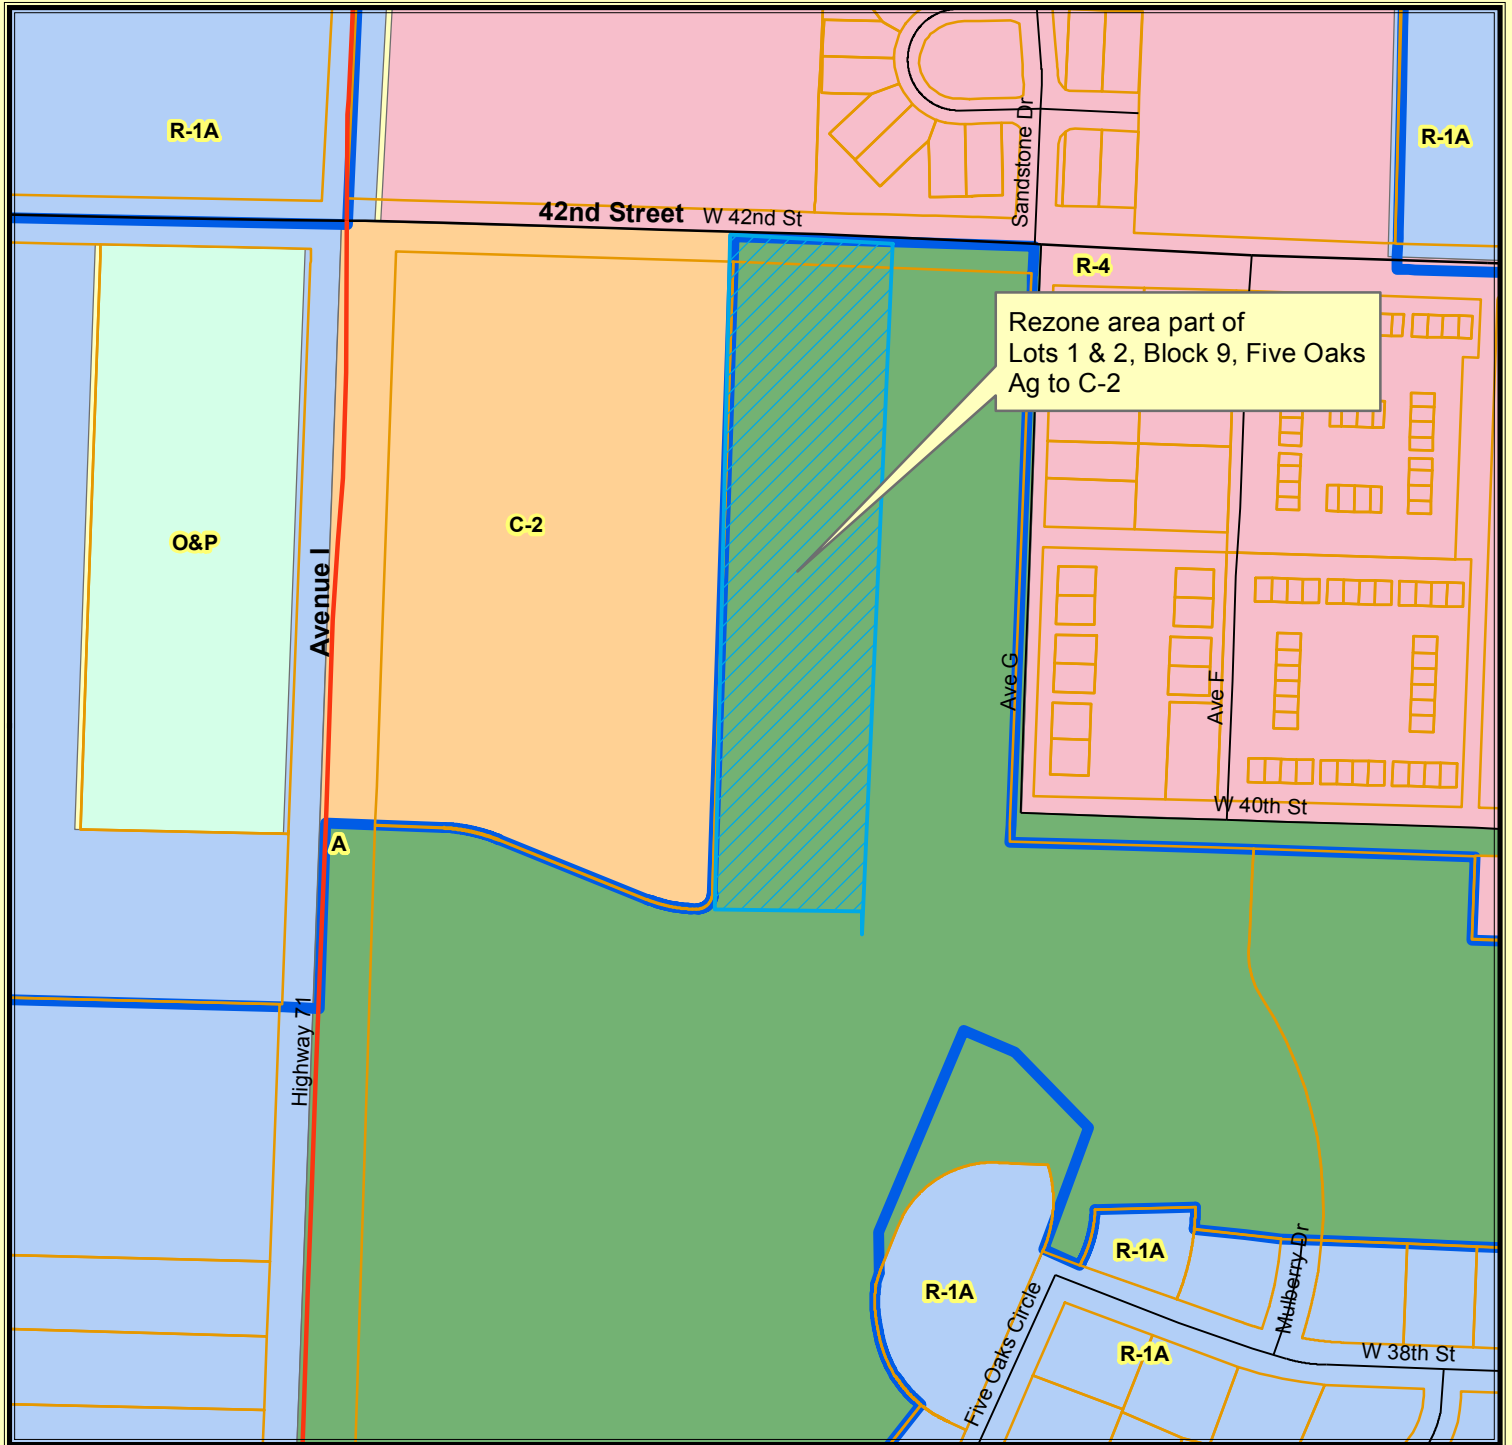 R-1A
R-1A
Sandstone Dr
42nd Street
W 42nd St
R-4
Rezone area part of
Lots 1 & 2, Block 9, Five Oaks
Ag to C-2
C-2
O&P
Avenue I
Ave G
Ave F
W 40th St
A
Highway 71
R-1A
R-1A
Mulberry Dr
Five Oaks Circle
R-1A
W 38th St